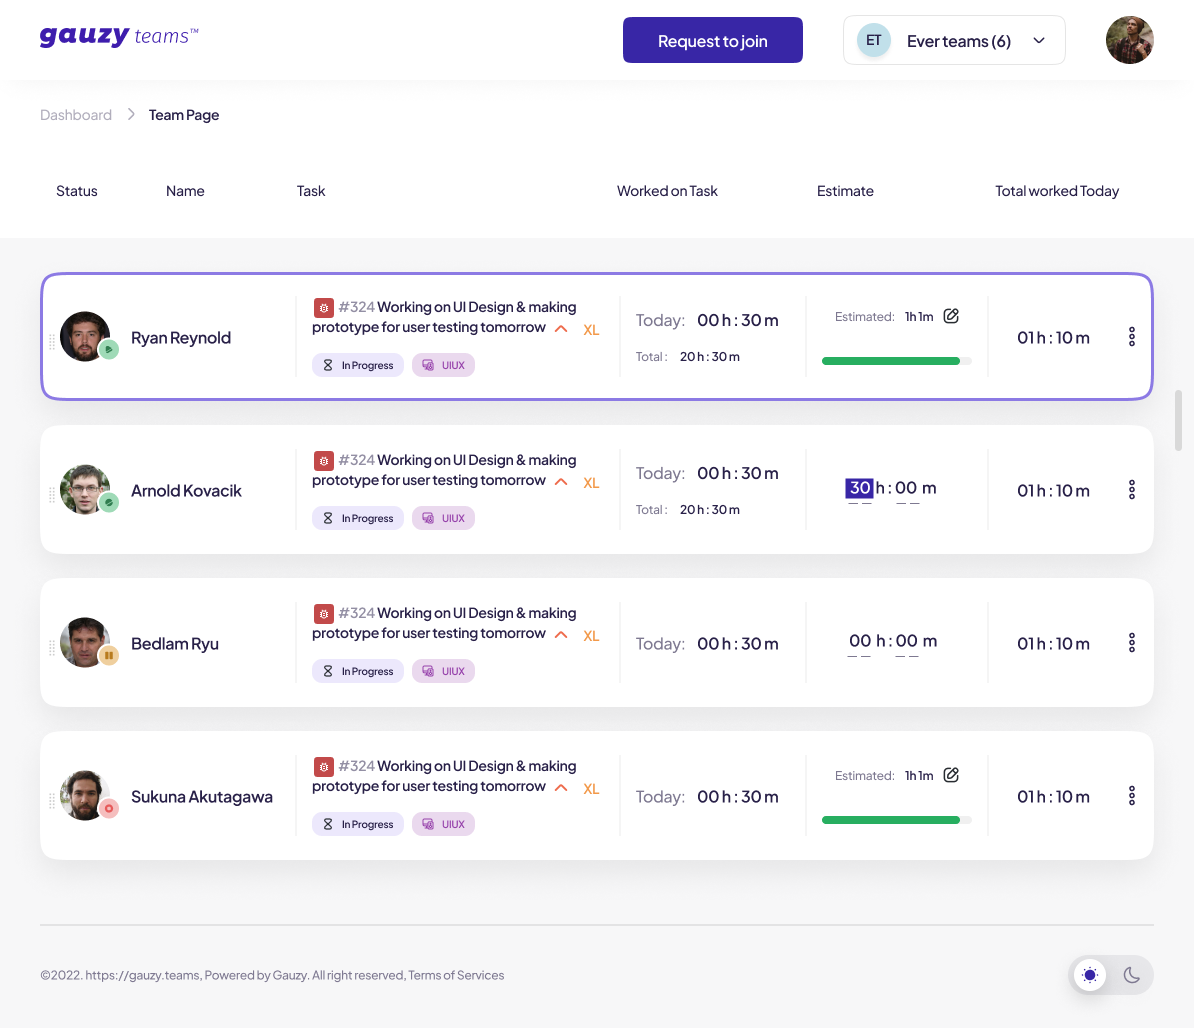 gauzy teams™
Request to join
ET Ever teams (6)
Dashboard Team Page
Status Name Task Worked on Task Estimate Total worked Today
Ryan Reynold
#324 Working on UI Design & making
prototype for user testing tomorrow XL
In Progress UIUX
Today: 00 h : 30 m
Total : 20 h : 30 m
Estimated: 1h 1m
01 h : 10 m
Arnold Kovacik
#324 Working on UI Design & making
prototype for user testing tomorrow XL
In Progress UIUX
Today: 00 h : 30 m
Total : 20 h : 30 m
30 h : 00 m
01 h : 10 m
Bedlam Ryu
#324 Working on UI Design & making
prototype for user testing tomorrow XL
In Progress UIUX
Today: 00 h : 30 m
00 h : 00 m
01 h : 10 m
Sukuna Akutagawa
#324 Working on UI Design & making
prototype for user testing tomorrow XL
In Progress UIUX
Today: 00 h : 30 m
Estimated: 1h 1m
01 h : 10 m
©2022. https://gauzy.teams, Powered by Gauzy. All right reserved, Terms of Services